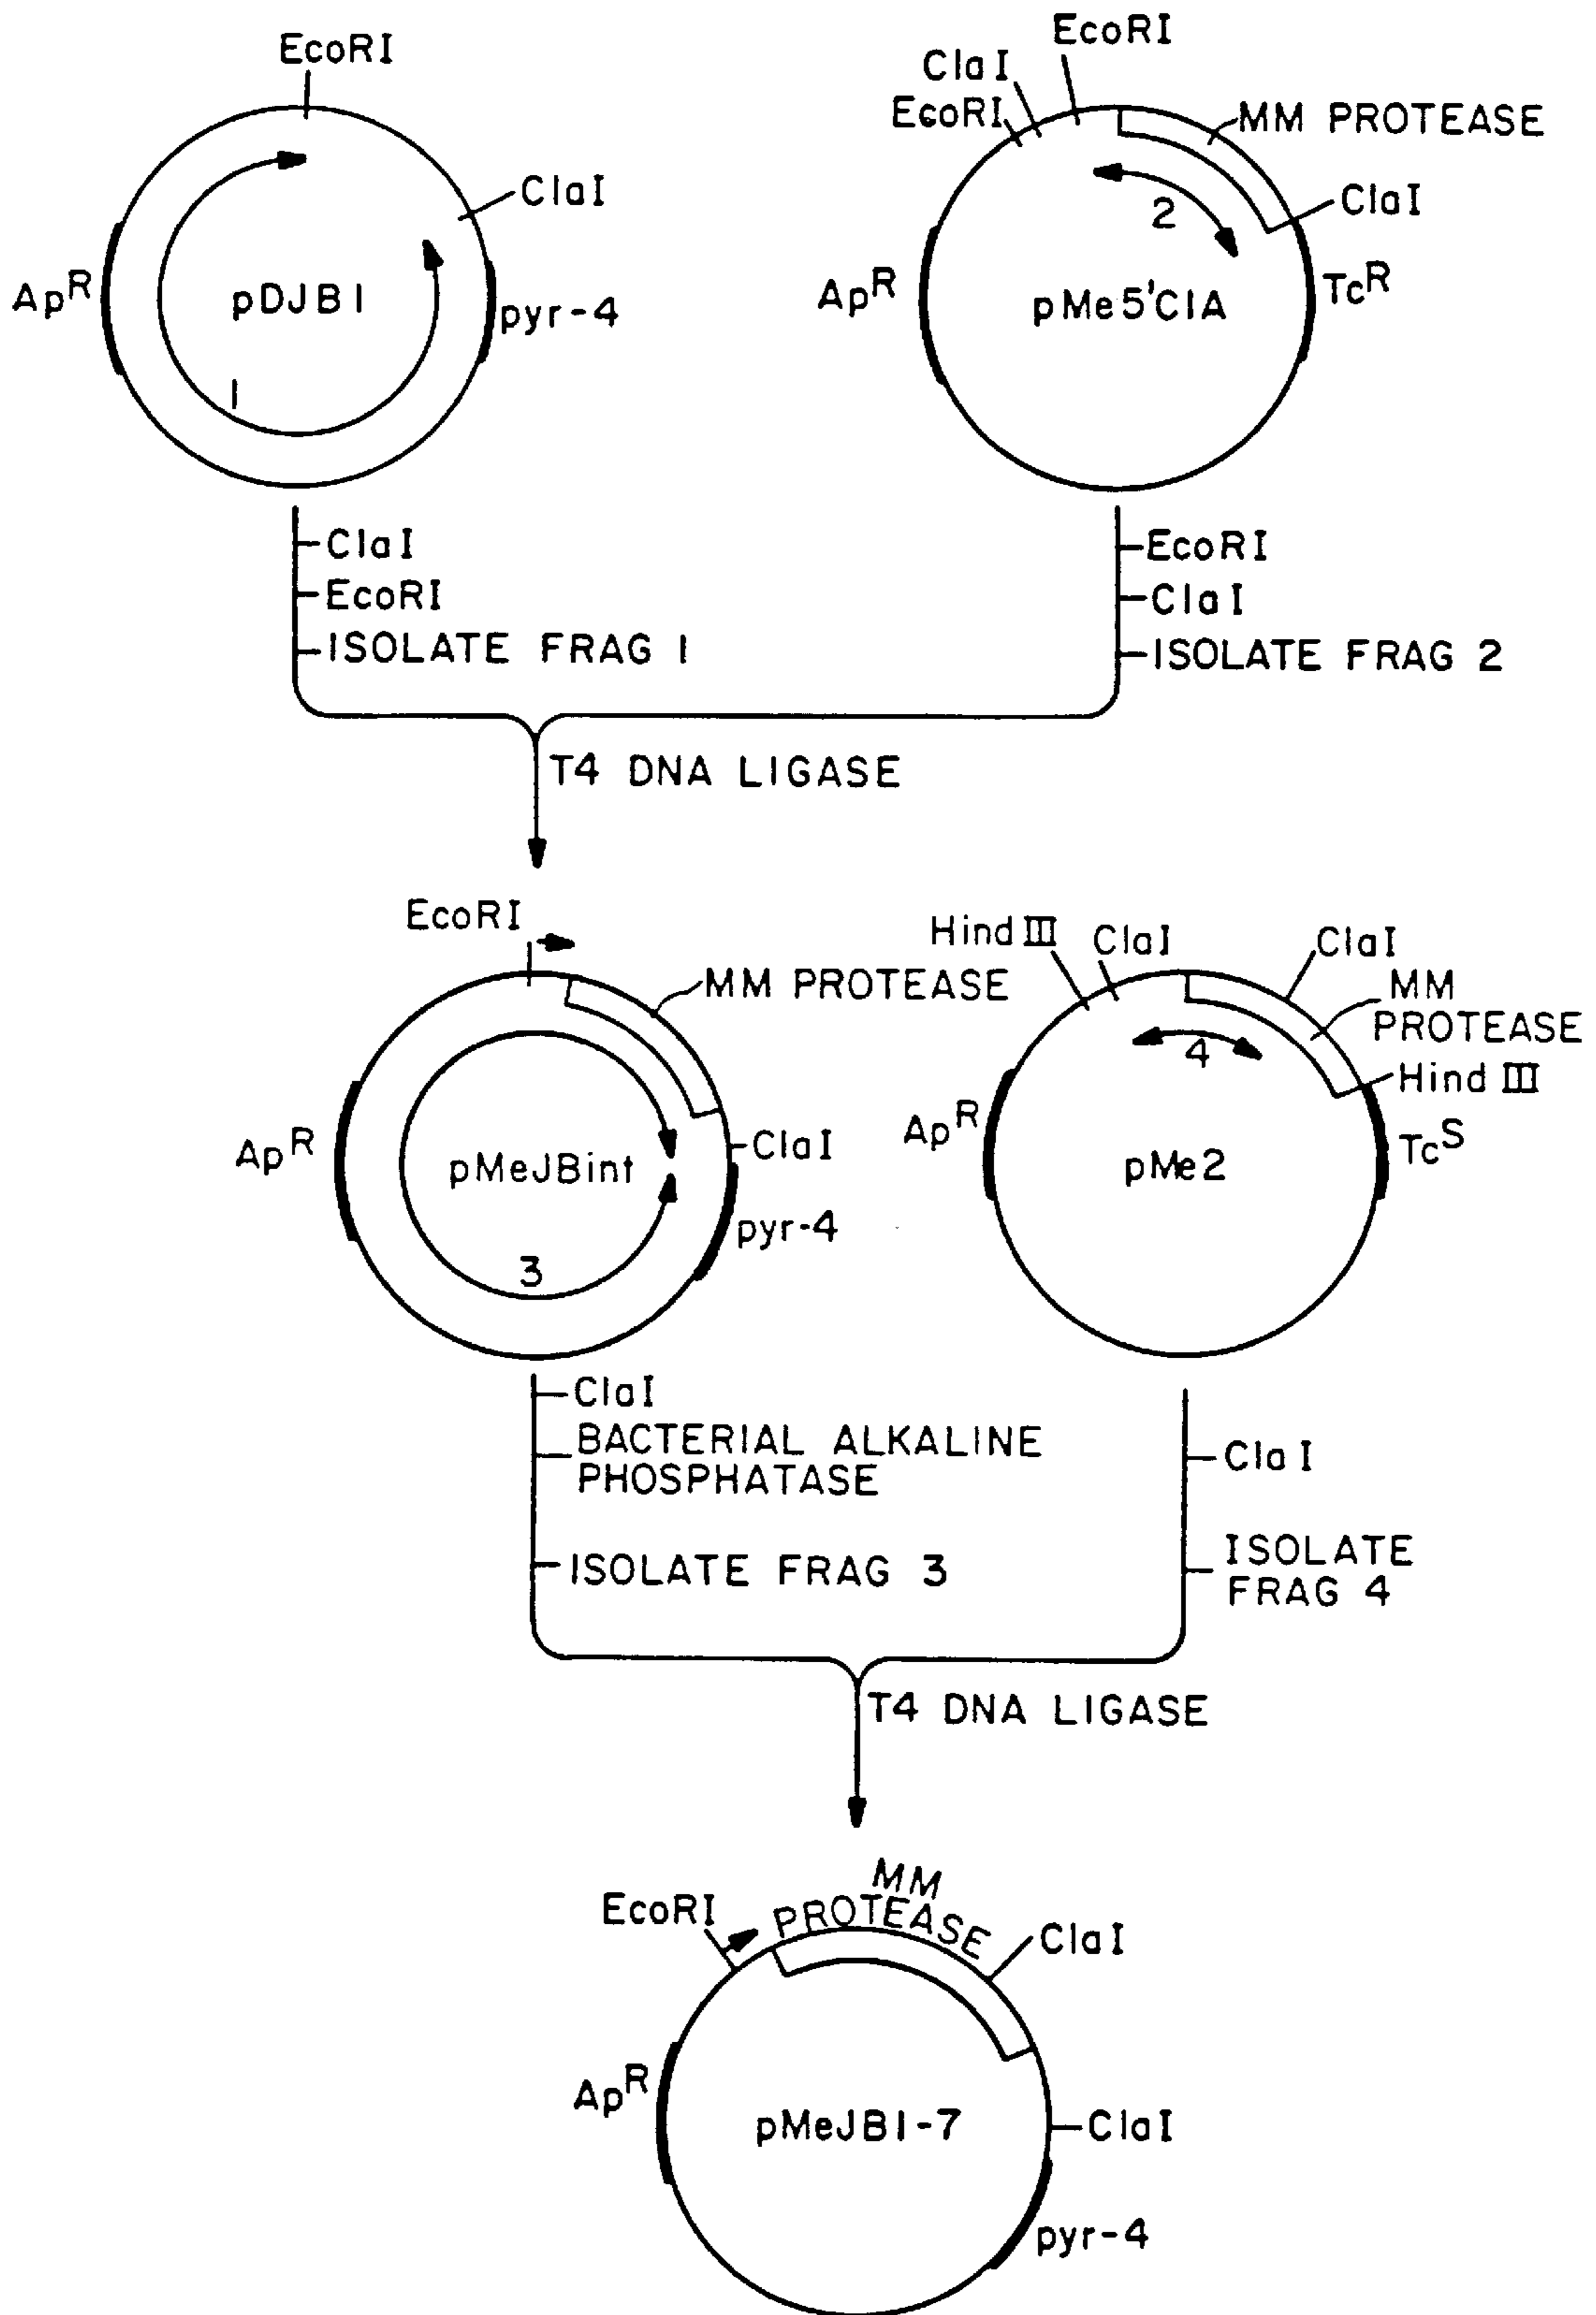 EcoRI
ClaI
ApR
pDJB1
pyr-4
1
EcoRI
ClaI
EcoRI
MM PROTEASE
ClaI
2
ApR
pMe5'ClA
TcR
ClaI
EcoRI
ISOLATE FRAG 1
EcoRI
ClaI
ISOLATE FRAG 2
T4 DNA LIGASE
EcoRI
MM PROTEASE
ApR
pMeJBint
ClaI
pyr-4
3
Hind III
ClaI
ClaI
MM
PROTEASE
4
Hind III
ApR
pMe2
TcS
ClaI
BACTERIAL ALKALINE
PHOSPHATASE
ISOLATE FRAG 3
ClaI
ISOLATE
FRAG 4
T4 DNA LIGASE
EcoRI
MM
PROTEASE
ClaI
ApR
pMeJB1-7
ClaI
pyr-4